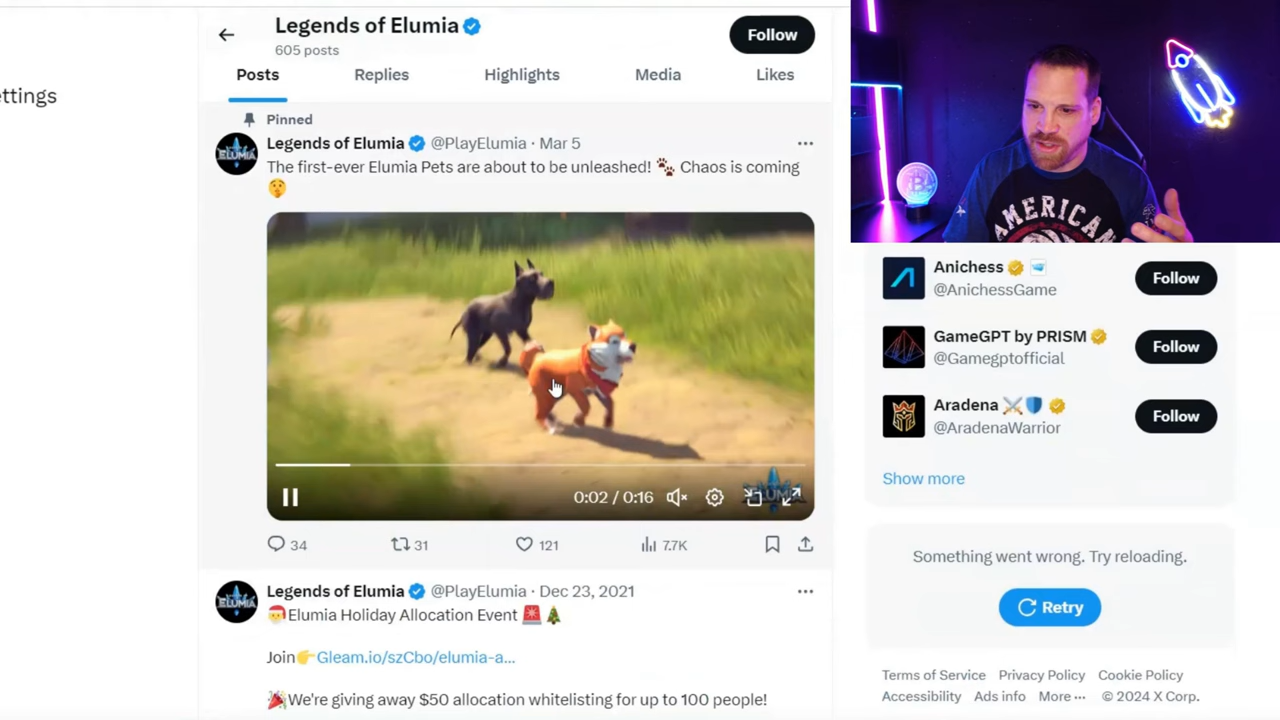 Legends of Elumia
605 posts
Follow
ettings
Posts
Replies
Highlights
Media
Likes
Pinned
Legends of Elumia @PlayElumia · Mar 5
The first-ever Elumia Pets are about to be unleashed! 🐾 Chaos is coming
🤫
ELUMIA
0:02 / 0:16
ELUMIA
34
31
121
7.7K
Legends of Elumia @PlayElumia · Dec 23, 2021
🎅Elumia Holiday Allocation Event 🚨🎄
ELUMIA
Join👉Gleam.io/szCbo/elumia-a...
🎉We're giving away $50 allocation whitelisting for up to 100 people!
AMERICAN
Anichess
@AnichessGame
Follow
GameGPT by PRISM
@Gamegptofficial
Follow
Aradena ⚔️🛡️
@AradenaWarrior
Follow
Show more
Something went wrong. Try reloading.
Retry
Terms of Service Privacy Policy Cookie Policy
Accessibility Ads info More ··· © 2024 X Corp.